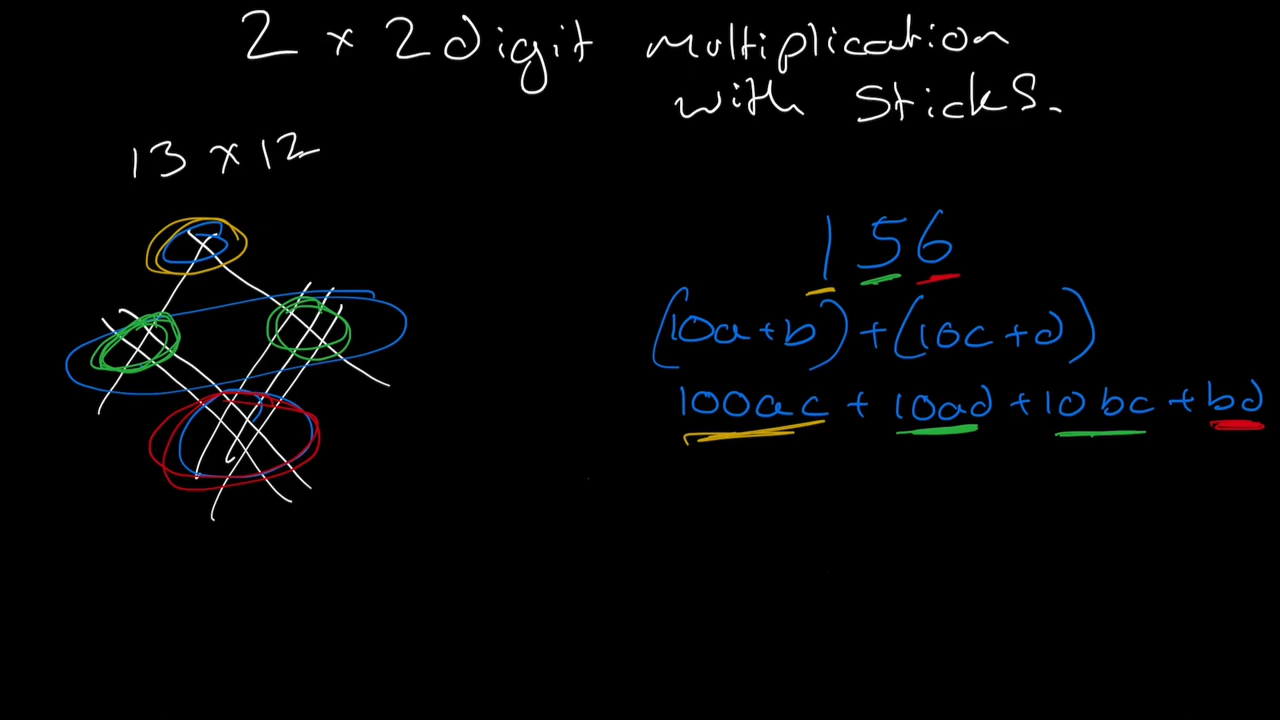 2 × 2 digit Multiplication
with Sticks.
13 × 12
156
(10a+b)+(10c+d)
100ac + 10ad + 10bc + bd